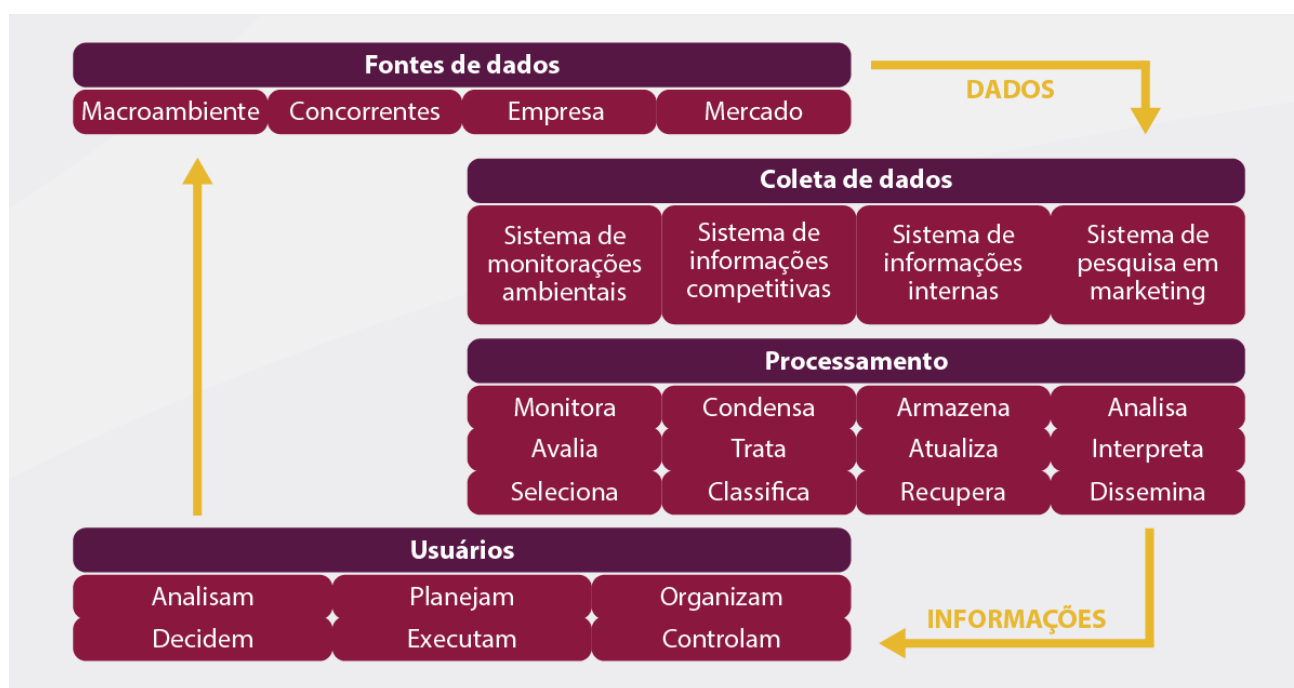 Fontes de dados
Macroambiente Concorrentes Empresa Mercado
DADOS
Coleta de dados
Sistema de monitorações ambientais
Sistema de informações competitivas
Sistema de informações internas
Sistema de pesquisa em marketing
Processamento
Monitora Condensa Armazena Analisa
Avalia Trata Atualiza Interpreta
Seleciona Classifica Recupera Dissemina
Usuários
Analisam Planejam Organizam
Decidem Executam Controlam
INFORMAÇÕES